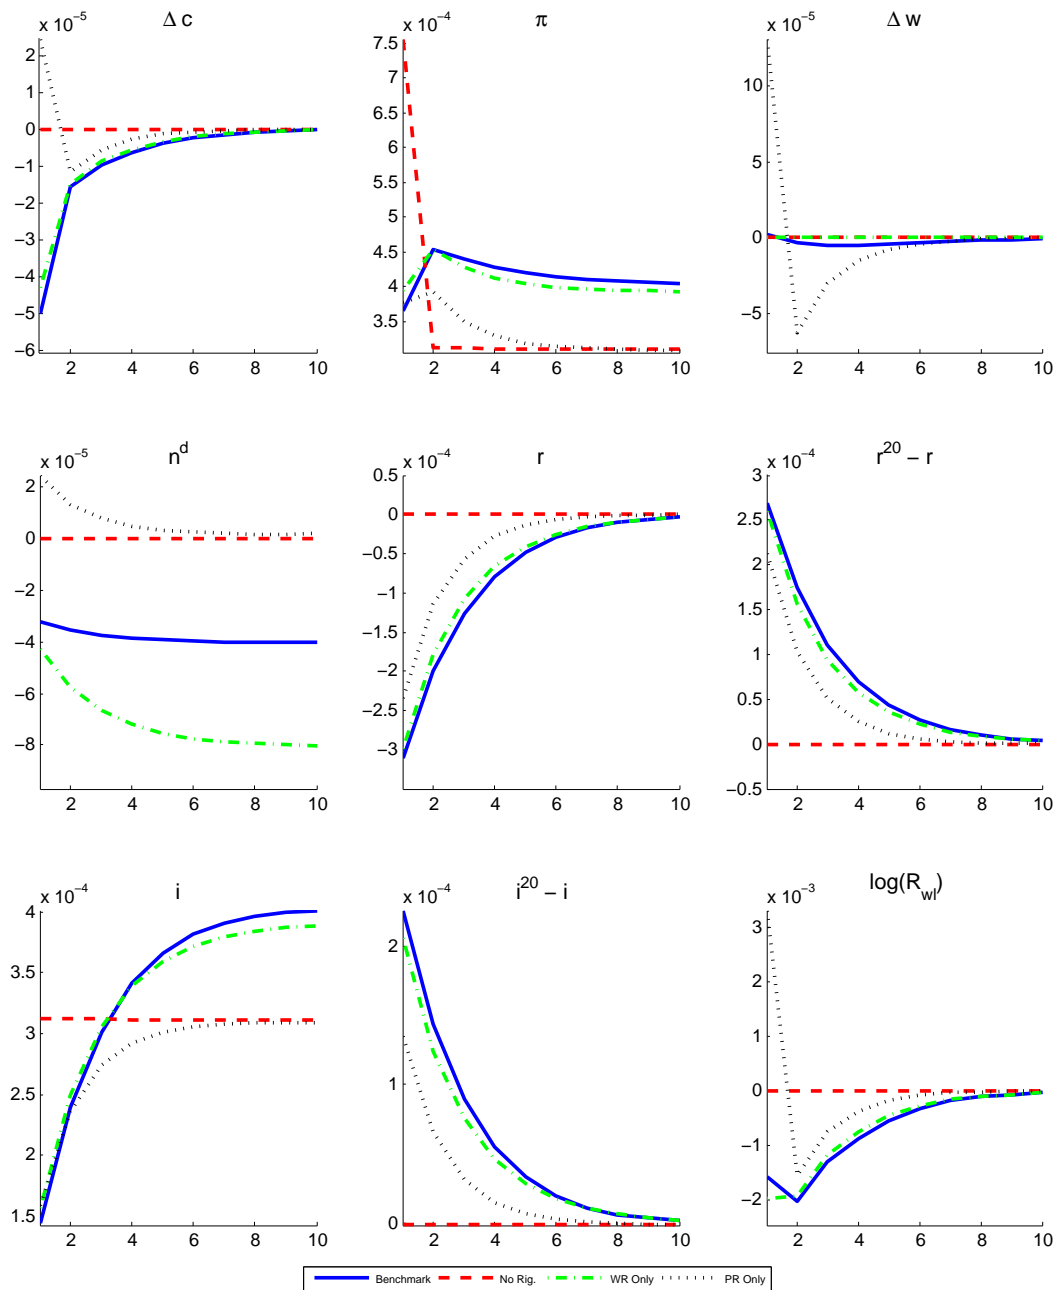 Δ c
x 10^−5
2
1
0
−1
−2
−3
−4
−5
−6
2 4 6 8 10
π
x 10^−4
7.5
7
6.5
6
5.5
5
4.5
4
3.5
2 4 6 8 10
Δ w
x 10^−5
10
5
0
−5
2 4 6 8 10
n^d
x 10^−5
2
0
−2
−4
−6
−8
2 4 6 8 10
r
x 10^−4
0.5
0
−0.5
−1
−1.5
−2
−2.5
−3
2 4 6 8 10
r^20 − r
x 10^−4
3
2.5
2
1.5
1
0.5
0
−0.5
2 4 6 8 10
i
x 10^−4
4
3.5
3
2.5
2
1.5
2 4 6 8 10
i^20 − i
x 10^−4
2
1
0
2 4 6 8 10
log(R_wl)
x 10^−3
3
2
1
0
−1
−2
2 4 6 8 10
Benchmark No Rig. WR Only PR Only